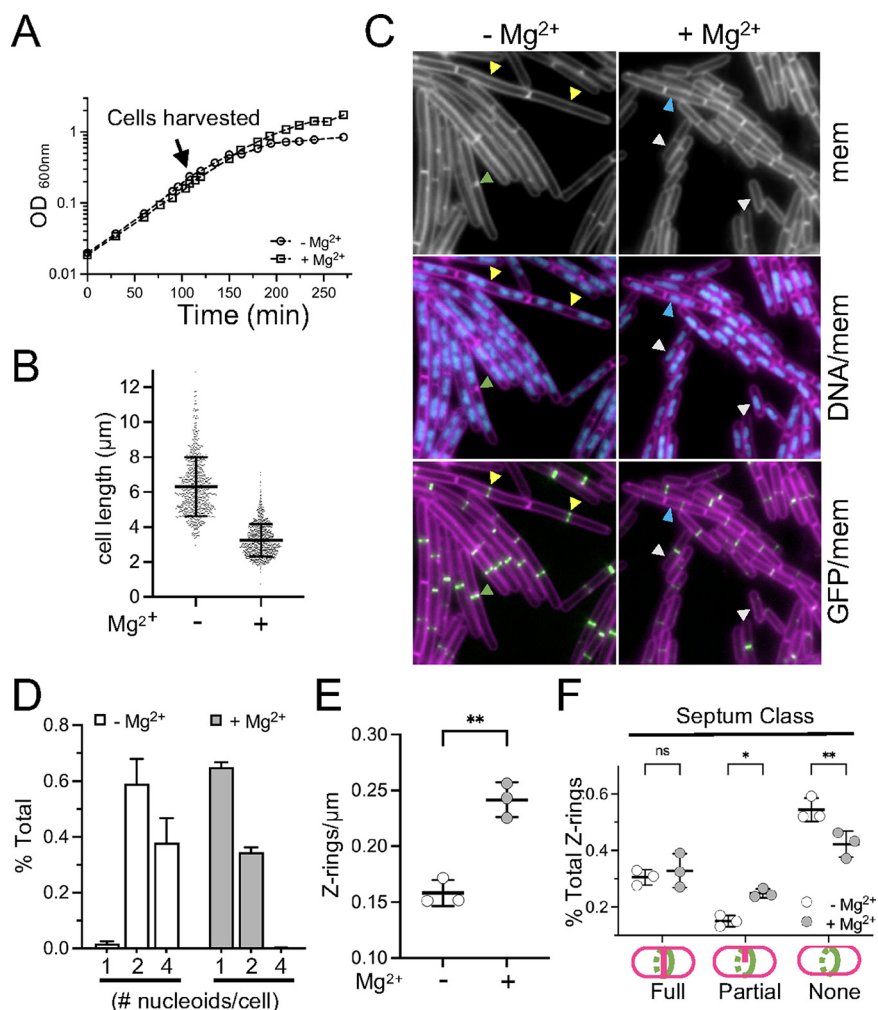 A
OD 600nm
1
0.1
0.01
Cells harvested
- Mg²⁺
+ Mg²⁺
0 50 100 150 200 250
Time (min)
B
cell length (µm)
12
10
8
6
4
2
0
Mg²⁺ - +
C
- Mg²⁺ + Mg²⁺
mem
DNA/mem
GFP/mem
D
% Total
0.8
0.6
0.4
0.2
0.0
- Mg²⁺ + Mg²⁺
1 2 4 1 2 4
(# nucleoids/cell)
E
Z-rings/µm
0.30
0.25
0.20
0.15
0.10
**
Mg²⁺ - +
F
Septum Class
ns * **
% Total Z-rings
0.6
0.4
0.2
- Mg²⁺
+ Mg²⁺
Full Partial None